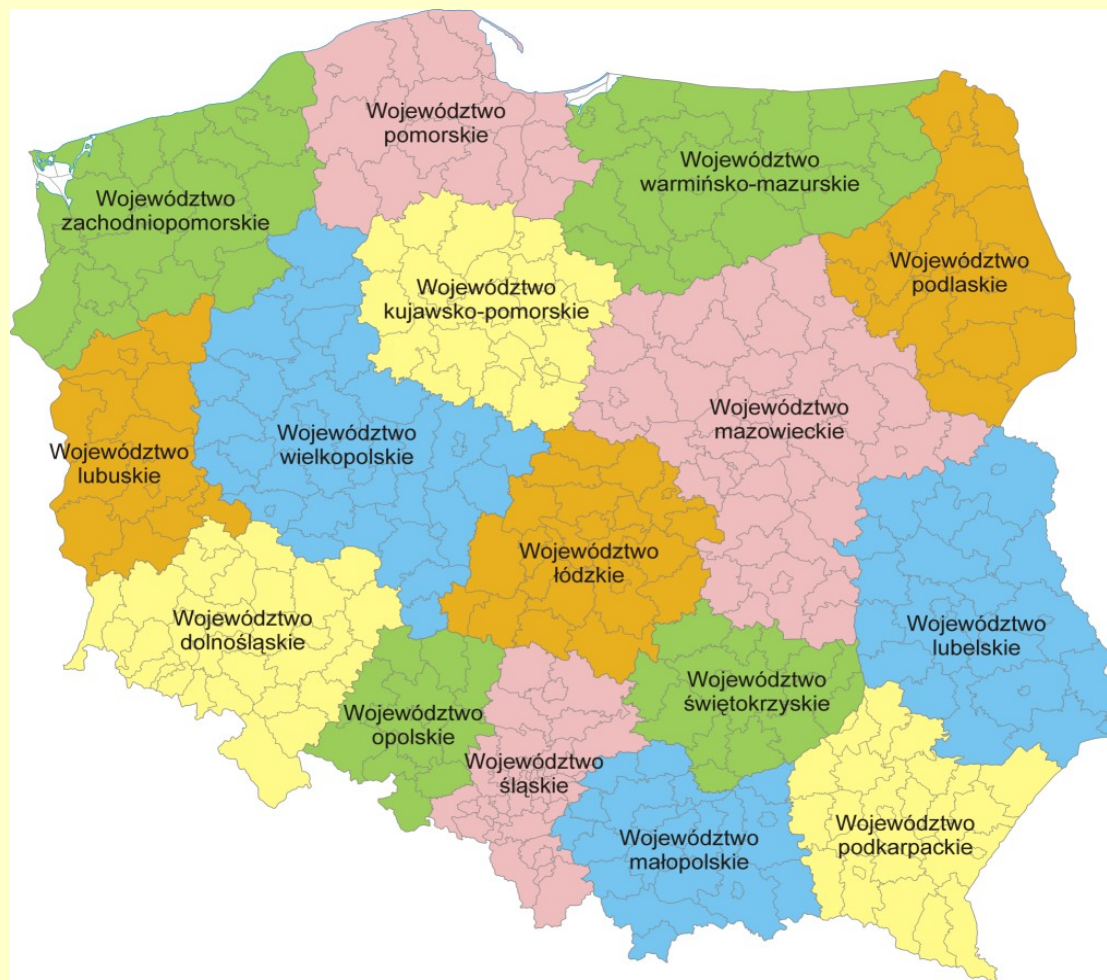 Województwo
pomorskie
Województwo
warmińsko-mazurskie
Województwo
zachodniopomorskie
Województwo
podlaskie
Województwo
kujawsko-pomorskie
Województwo
mazowieckie
Województwo
wielkopolskie
Województwo
lubuskie
Województwo
łódzkie
Województwo
dolnośląskie
Województwo
lubelskie
Województwo
świętokrzyskie
Województwo
opolskie
Województwo
śląskie
Województwo
małopolskie
Województwo
podkarpackie